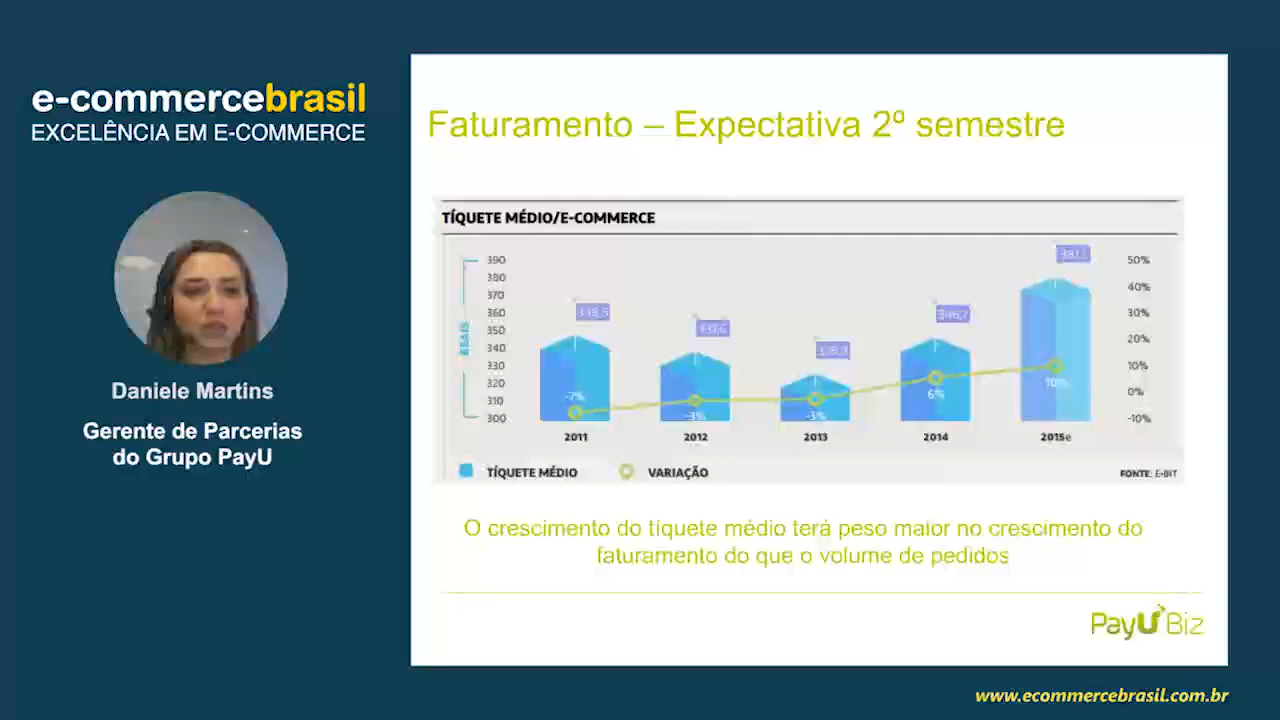 e-commercebrasil
EXCELÊNCIA EM E-COMMERCE
Daniele Martins
Gerente de Parcerias
do Grupo PayU
Faturamento – Expectativa 2º semestre
TÍQUETE MÉDIO/E-COMMERCE
390
380
370
360
350
340
330
320
310
300
50%
40%
30%
20%
10%
0%
-10%
-7%
-3%
-3%
6%
10%
2011
2012
2013
2014
2015e
TÍQUETE MÉDIO
VARIAÇÃO
FONTE: E-BIT
O crescimento do tíquete médio terá peso maior no crescimento do
faturamento do que o volume de pedidos
PayU Biz
www.ecommercebrasil.com.br